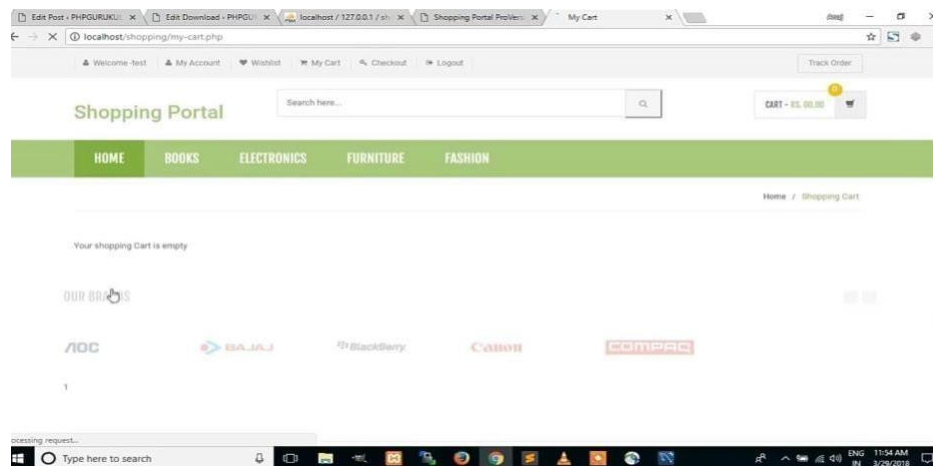 Edit Post ‹ PHPGURUKU
Edit Download ‹ PHPGU
localhost / 127.0.0.1 / sh
Shopping Portal
My Cart
localhost/shopping/my-cart.php
Welcome -test
My Account
Wishlist
My Cart
Checkout
Logout
Track Order
Shopping Portal
Search here...
CART - RS. 00.00
0
HOME
BOOKS
ELECTRONICS
FURNITURE
FASHION
Home / Shopping Cart
Your shopping Cart is empty
OUR
AOC
BAJAJ
BlackBerry
Canon
COMPAQ
1
ocessing request...
Type here to search
ENG
IN
11:54 AM
3/29/2018